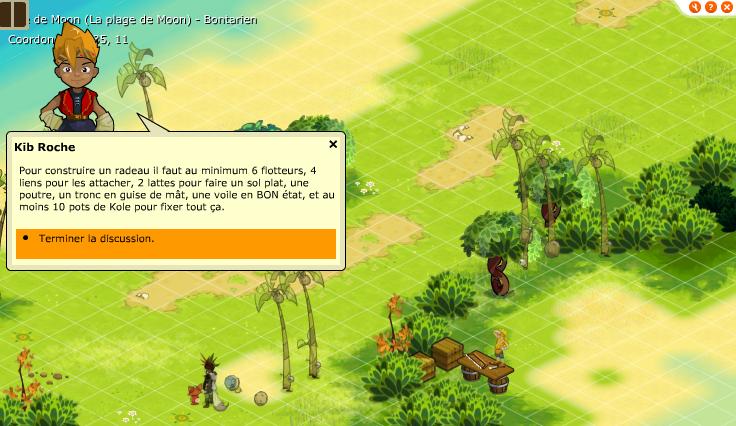 de Moon (La plage de Moon) - Bontarien
5, 11
Kib Roche
Pour construire un radeau il faut au minimum 6 flotteurs, 4
liens pour les attacher, 2 lattes pour faire un sol plat, une
poutre, un tronc en guise de mât, une voile en BON état, et au
moins 10 pots de Kole pour fixer tout ça.
Terminer la discussion.